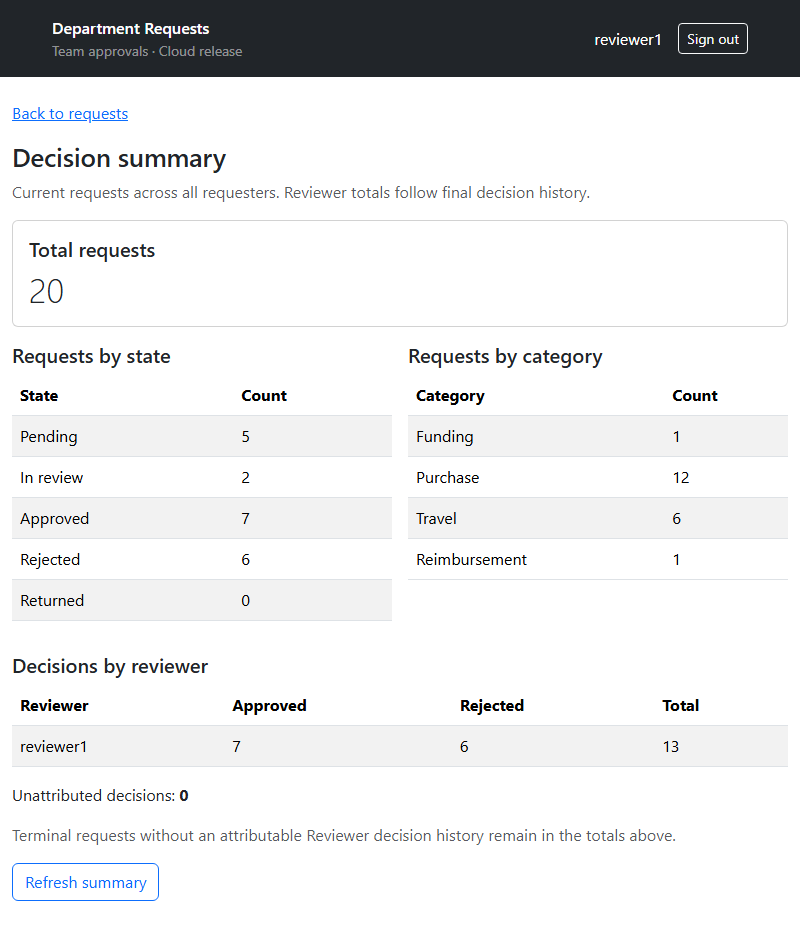 Department Requests
Team approvals · Cloud release
reviewer1
Sign out
Back to requests
Decision summary
Current requests across all requesters. Reviewer totals follow final decision history.
Total requests
20
Requests by state
State Count
Pending 5
In review 2
Approved 7
Rejected 6
Returned 0
Requests by category
Category Count
Funding 1
Purchase 12
Travel 6
Reimbursement 1
Decisions by reviewer
Reviewer Approved Rejected Total
reviewer1 7 6 13
Unattributed decisions: 0
Terminal requests without an attributable Reviewer decision history remain in the totals above.
Refresh summary